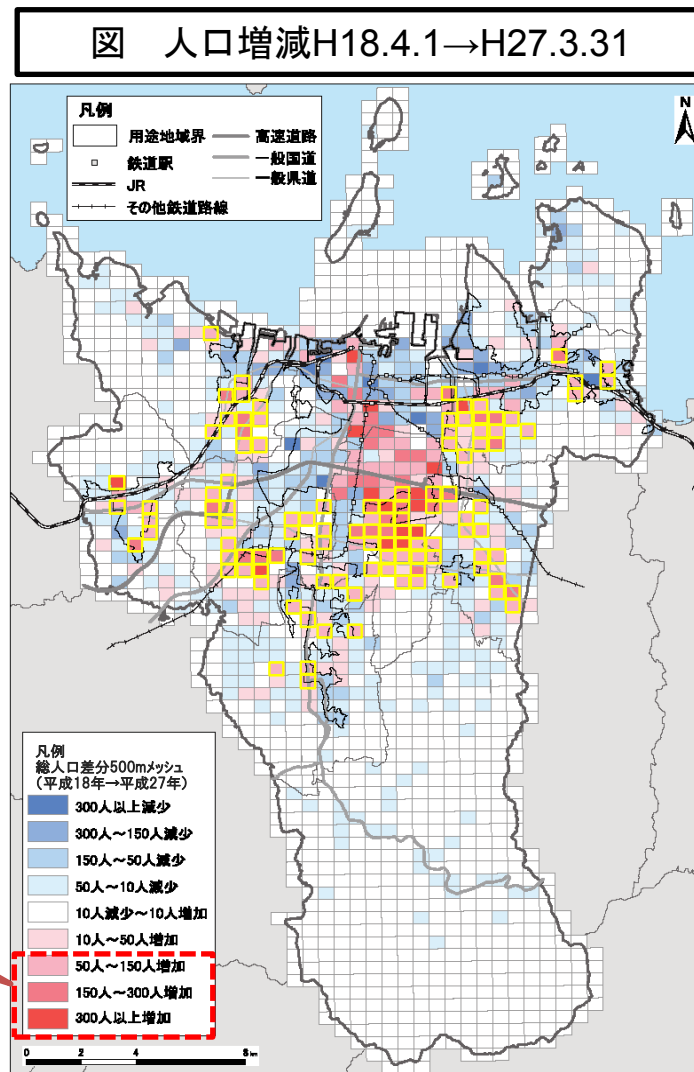 図　人口増減H18.4.1→H27.3.31
凡例
用途地域界
鉄道駅
JR
その他鉄道路線
高速道路
一般国道
一般県道
N
凡例
総人口差分500mメッシュ
(平成18年→平成27年)
300人以上減少
300人～150人減少
150人～50人減少
50人～10人減少
10人減少～10人増加
10人～50人増加
50人～150人増加
150人～300人増加
300人以上増加
0 2 4 8 km